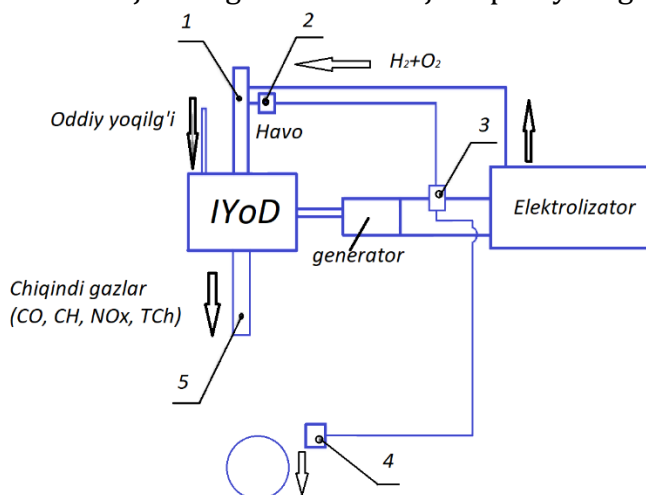 1
2
H₂+O₂
Oddiy yoqilg'i
Havo
3
IYoD
Elektrolizator
generator
Chiqindi gazlar
(CO, CH, NOx, TCh)
5
4